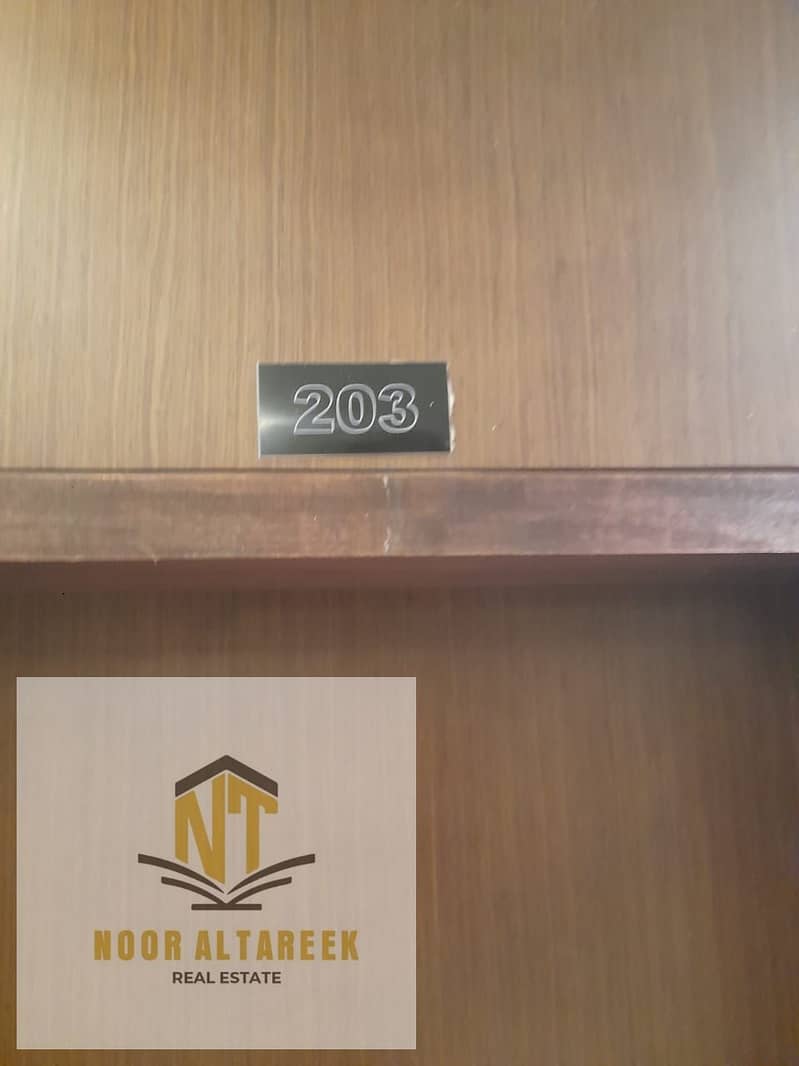 203
NT
NOOR ALTAREEK
REAL ESTATE